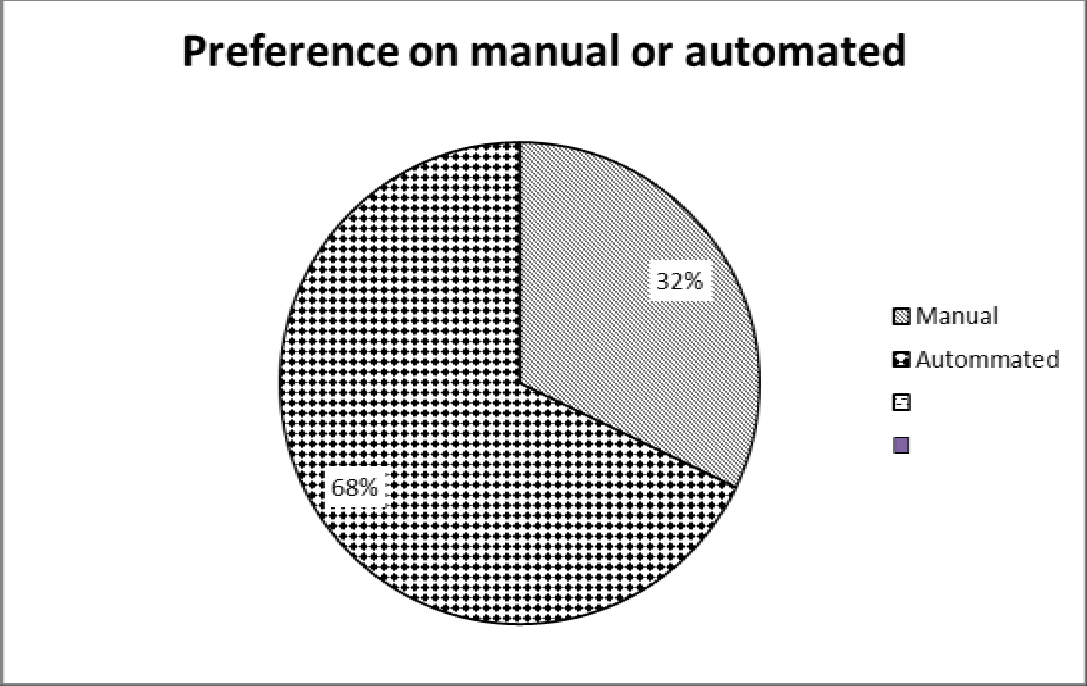 Preference on manual or automated
32%
68%
Manual
Autommated